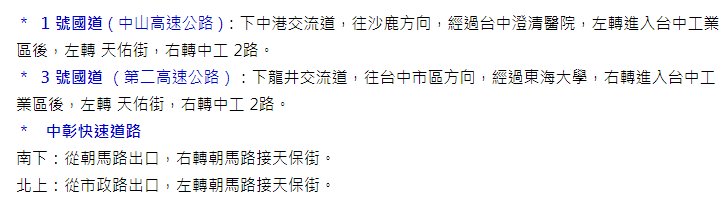 * 1 號國道 ( 中山高速公路 )：下中港交流道，往沙鹿方向，經過台中澄清醫院，左轉進入台中工業
區後，左轉 天佑街，右轉中工 2路。
* 3 號國道 （ 第二高速公路 ）：下龍井交流道，往台中市區方向，經過東海大學，右轉進入台中工
業區後，左轉 天佑街，右轉中工 2路。
* 中彰快速道路
南下：從朝馬路出口，右轉朝馬路接天保街。
北上：從市政路出口，左轉朝馬路接天保街。